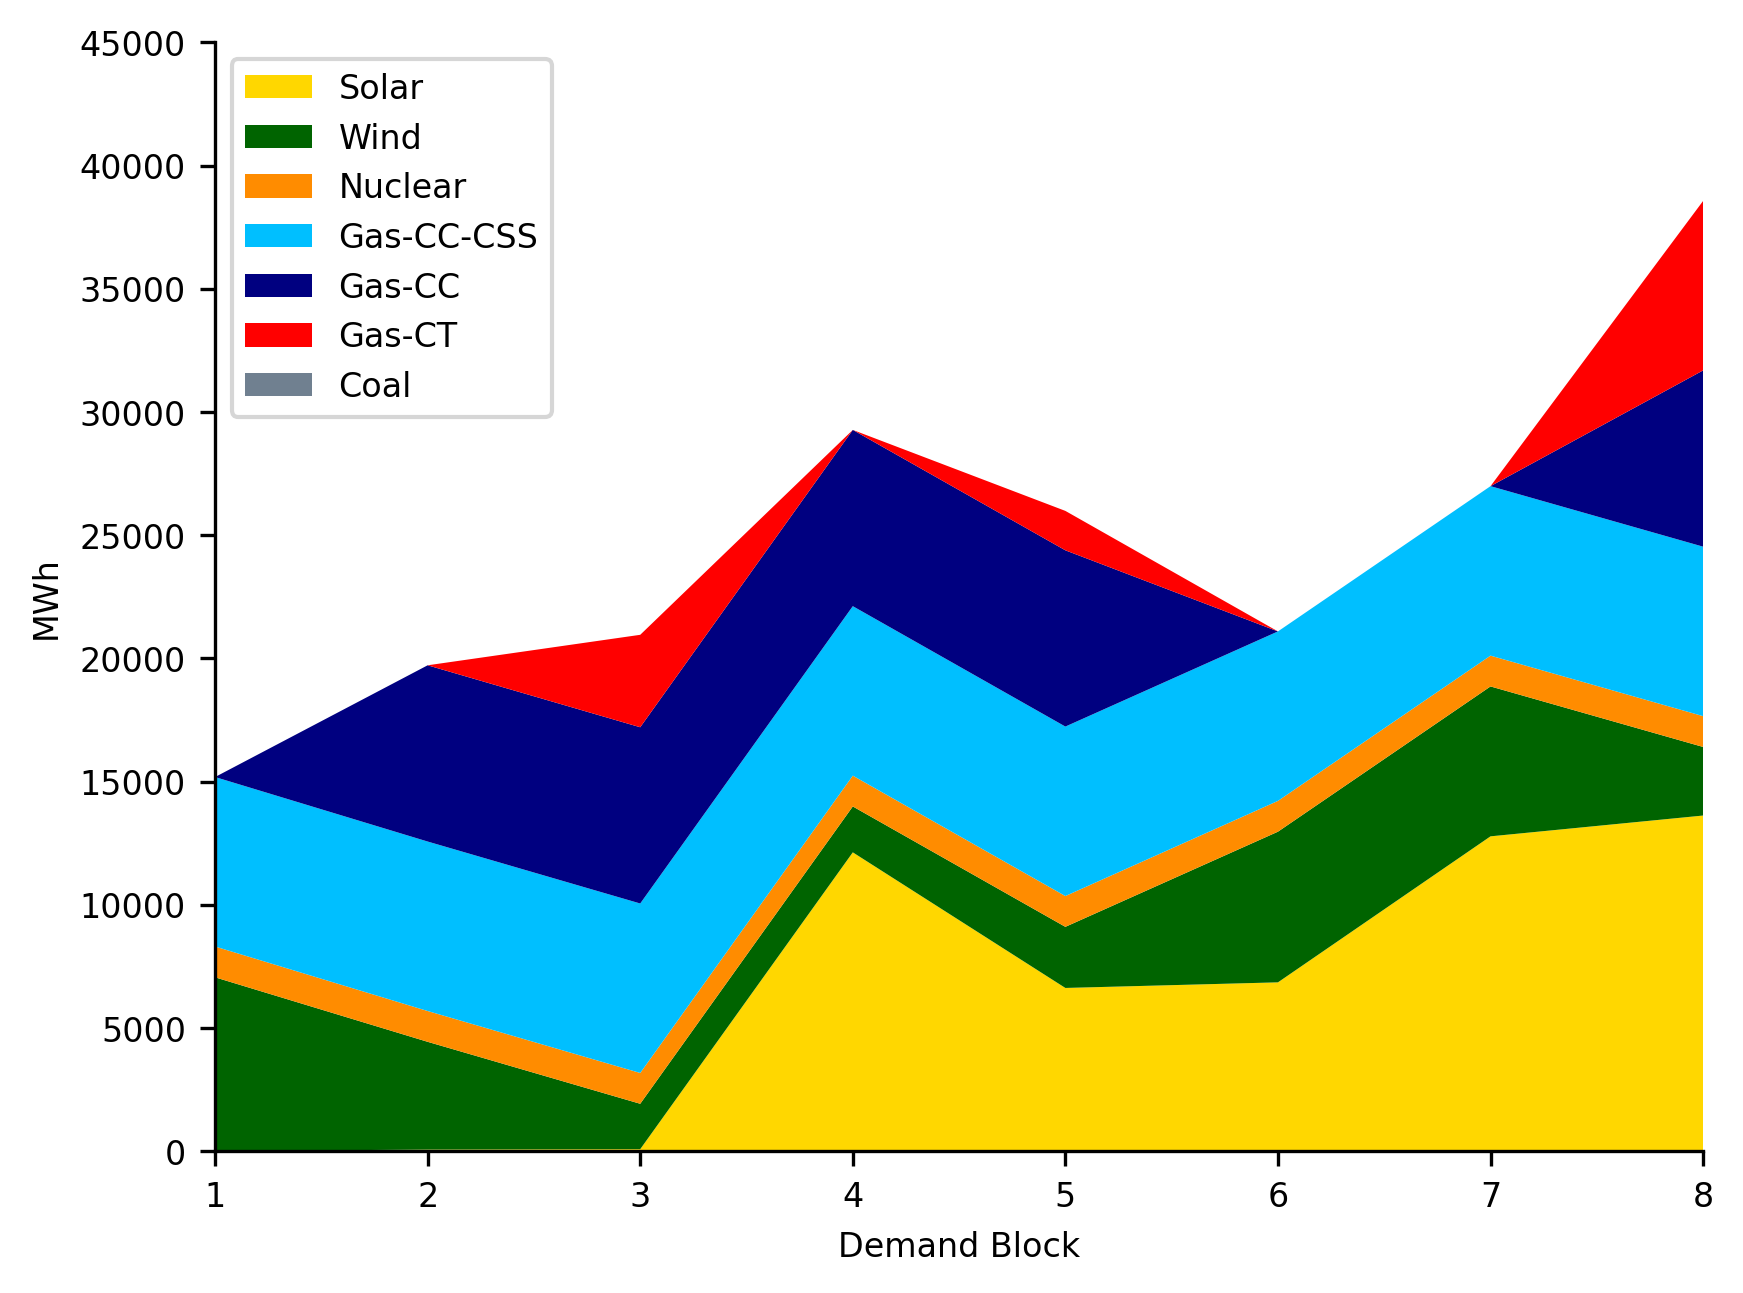 45000
40000
35000
30000
25000
20000
15000
10000
5000
0
MWh
Solar
Wind
Nuclear
Gas-CC-CSS
Gas-CC
Gas-CT
Coal
1 2 3 4 5 6 7 8
Demand Block